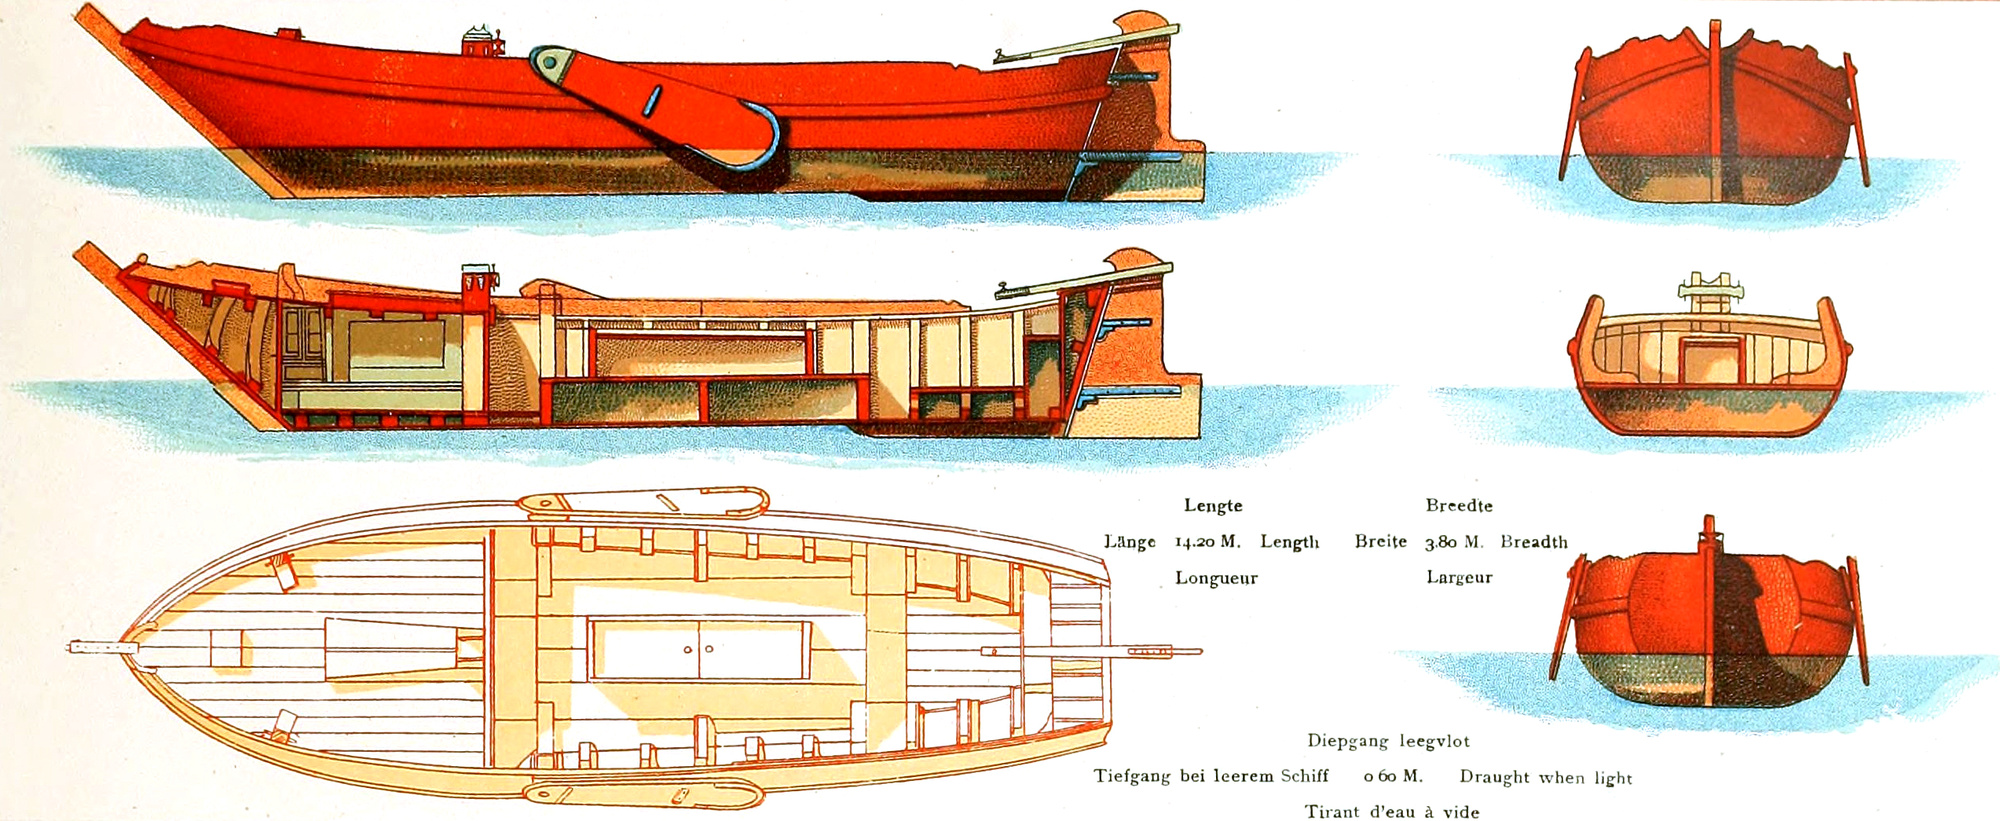 Lengte Breedte
Länge 14.20 M. Length Breite 3.80 M. Breadth
Longueur Largeur
Diepgang leegvlot
Tiefgang bei leerem Schiff 0 60 M. Draught when light
Tirant d'eau à vide